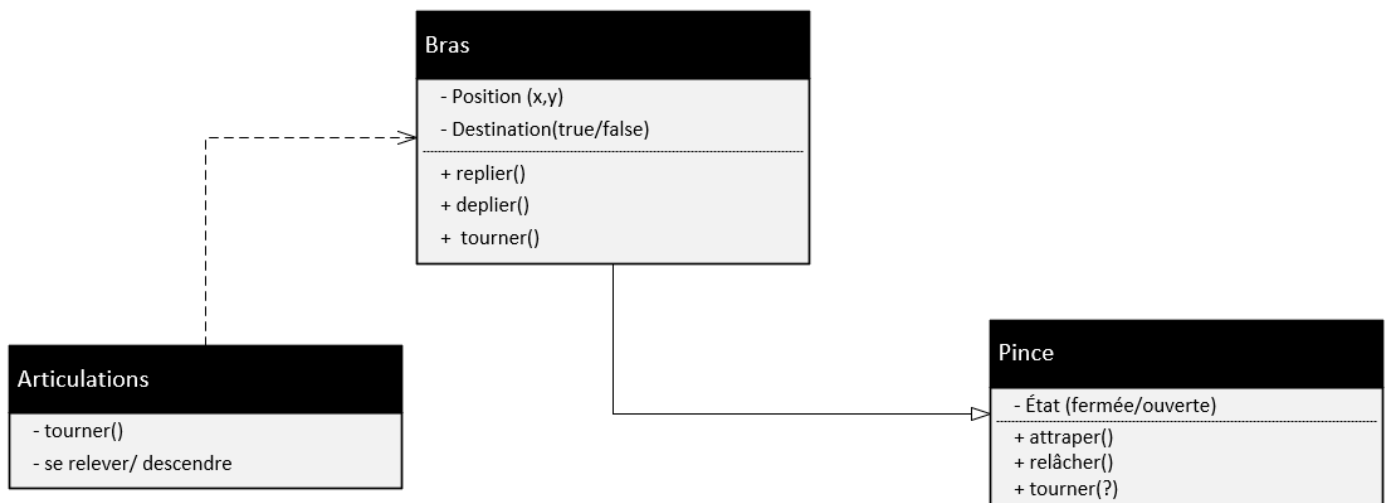 Bras
- Position (x,y)
- Destination(true/false)
+ replier()
+ deplier()
+ tourner()
Articulations
- tourner()
- se relever/ descendre
Pince
- État (fermée/ouverte)
+ attraper()
+ relâcher()
+ tourner(?)